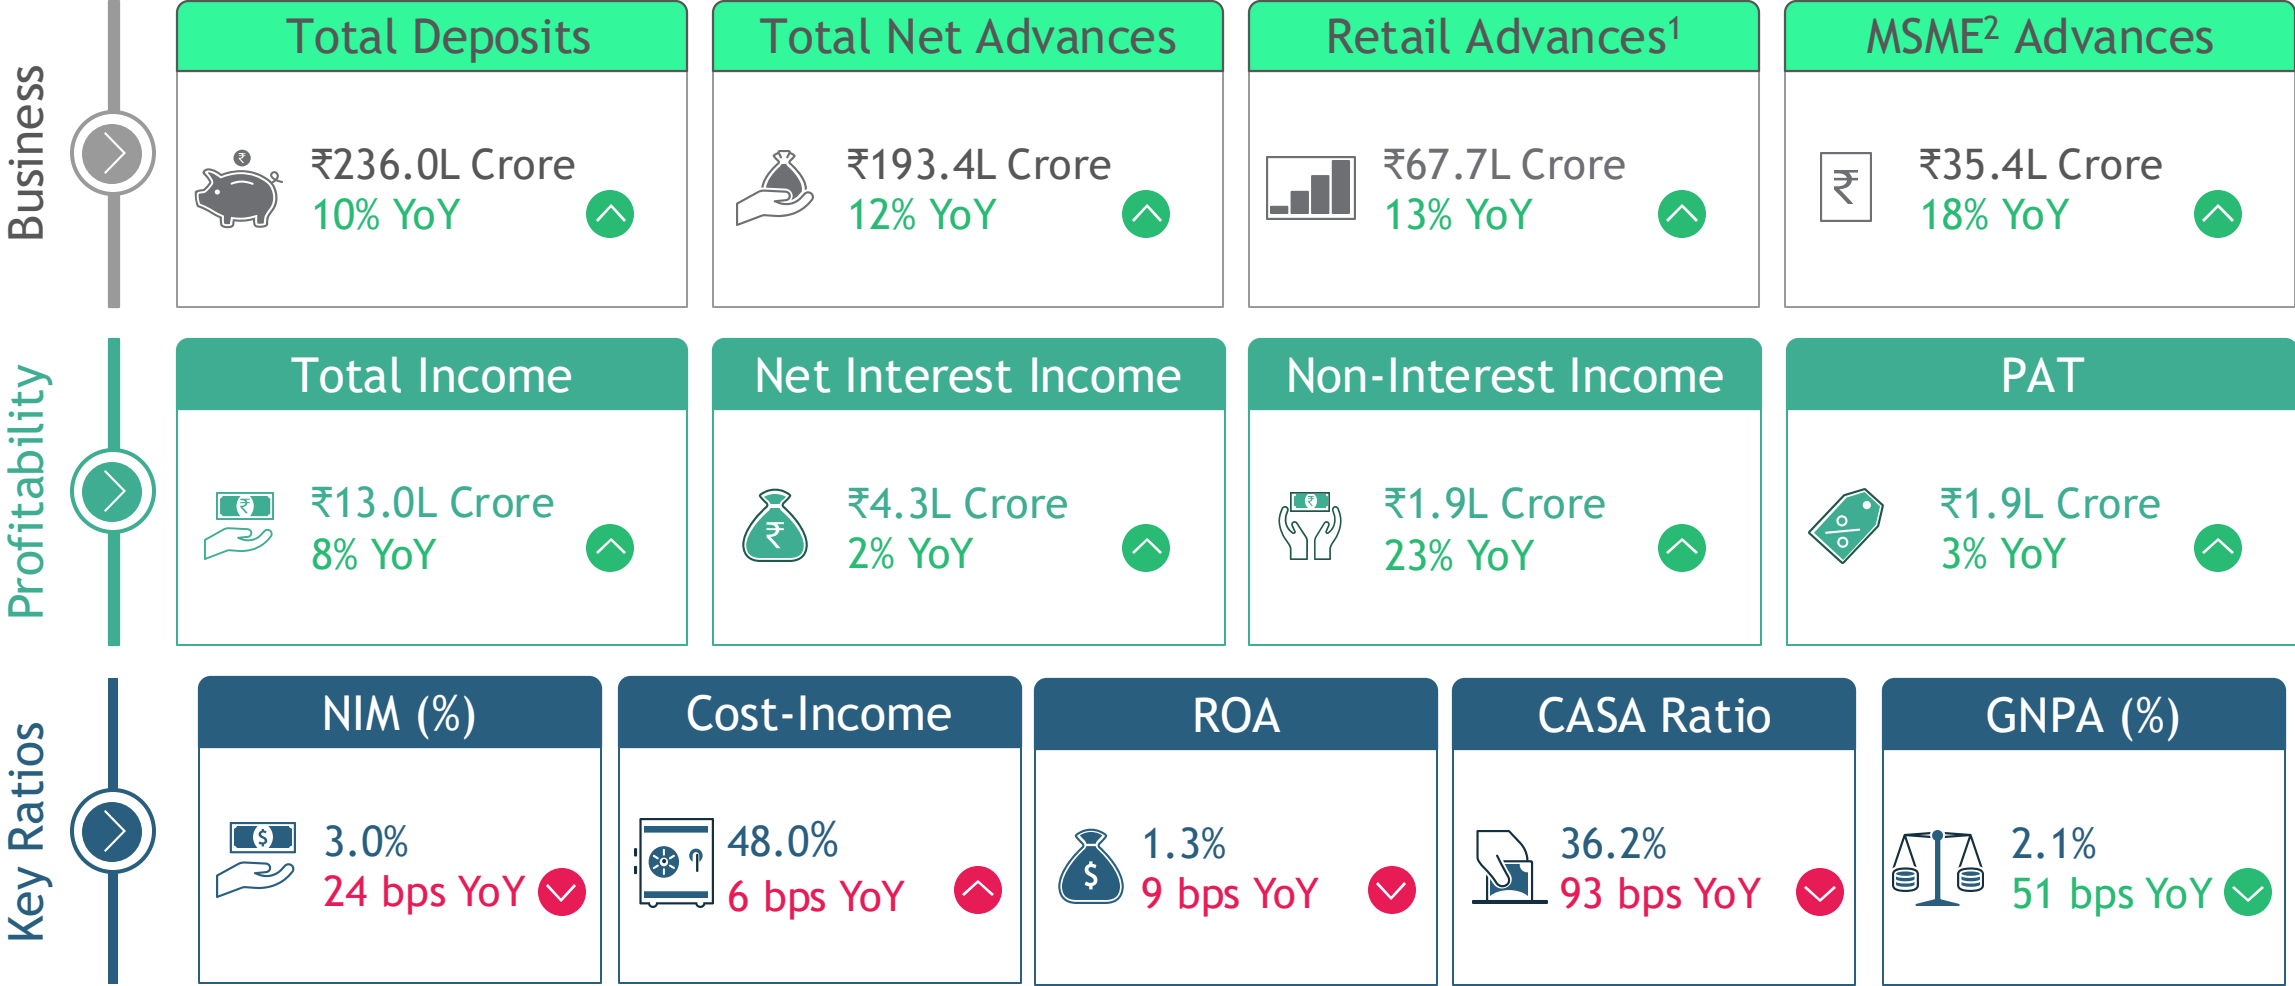 Business
Total Deposits
₹236.0L Crore
10% YoY
Total Net Advances
₹193.4L Crore
12% YoY
Retail Advances¹
₹67.7L Crore
13% YoY
MSME² Advances
₹
₹35.4L Crore
18% YoY
Profitability
Total Income
₹13.0L Crore
8% YoY
Net Interest Income
₹
₹4.3L Crore
2% YoY
Non-Interest Income
₹1.9L Crore
23% YoY
PAT
%
₹1.9L Crore
3% YoY
Key Ratios
NIM (%)
$
3.0%
24 bps YoY
Cost-Income
48.0%
6 bps YoY
ROA
$
1.3%
9 bps YoY
CASA Ratio
36.2%
93 bps YoY
GNPA (%)
2.1%
51 bps YoY